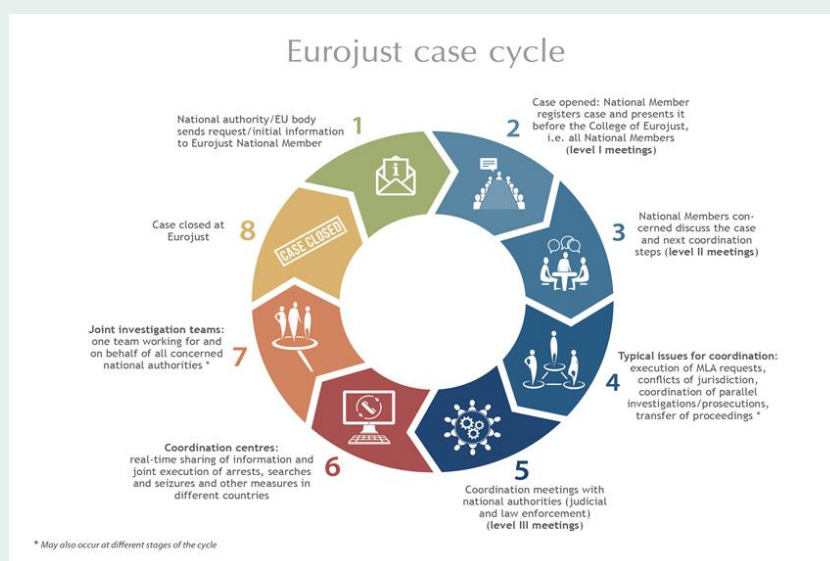 Eurojust case cycle
1
National authority/EU body
sends request/initial information
to Eurojust National Member
2
Case opened: National Member
registers case and presents it
before the College of Eurojust,
i.e. all National Members
(level I meetings)
3
National Members con-
cerned discuss the case
and next coordination
steps (level II meetings)
4
Typical issues for coordination:
execution of MLA requests,
conflicts of jurisdiction,
coordination of parallel
investigations/prosecutions,
transfer of proceedings *
5
Coordination meetings with
national authorities (judicial
and law enforcement)
(level III meetings)
6
Coordination centres:
real-time sharing of information and
joint execution of arrests, searches
and seizures and other measures in
different countries
7
Joint investigation teams:
one team working for and
on behalf of all concerned
national authorities *
8
Case closed at
Eurojust
CASE CLOSED
* May also occur at different stages of the cycle